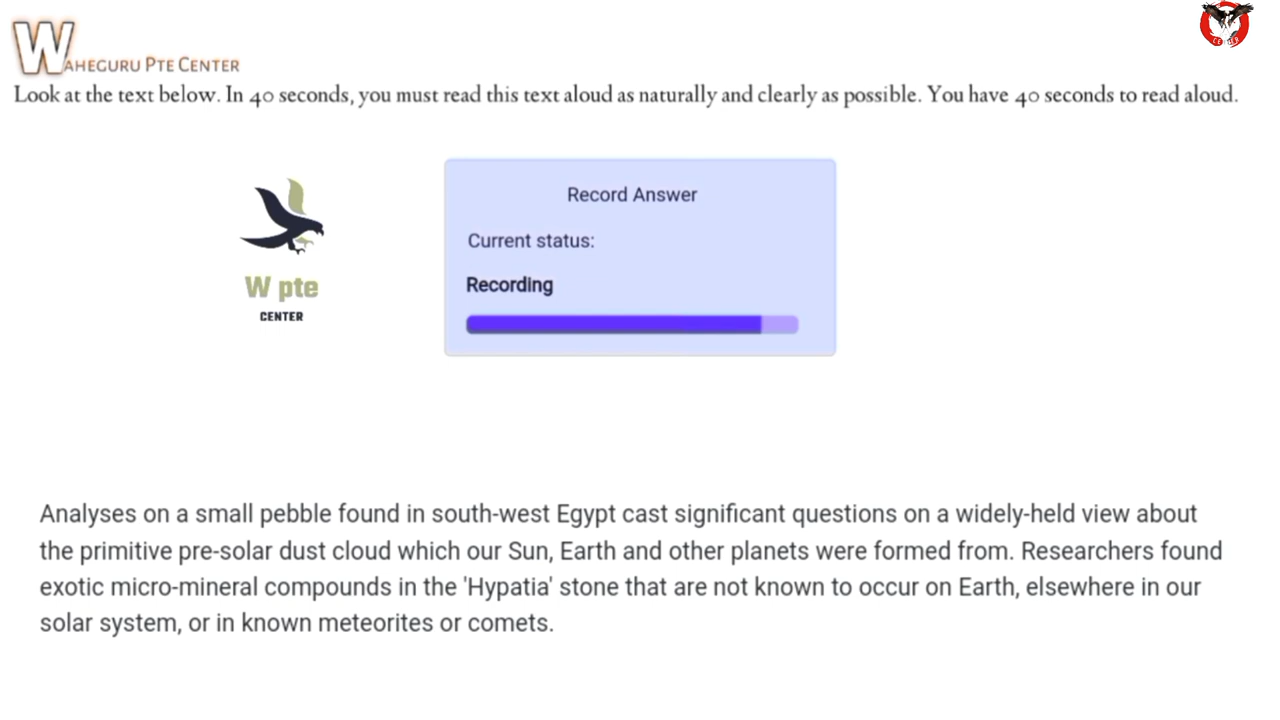 WAHEGURU PTE CENTER
Look at the text below. In 40 seconds, you must read this text aloud as naturally and clearly as possible. You have 40 seconds to read aloud.
Record Answer
Current status:
Recording
W pte
CENTER
Analyses on a small pebble found in south-west Egypt cast significant questions on a widely-held view about
the primitive pre-solar dust cloud which our Sun, Earth and other planets were formed from. Researchers found
exotic micro-mineral compounds in the 'Hypatia' stone that are not known to occur on Earth, elsewhere in our
solar system, or in known meteorites or comets.